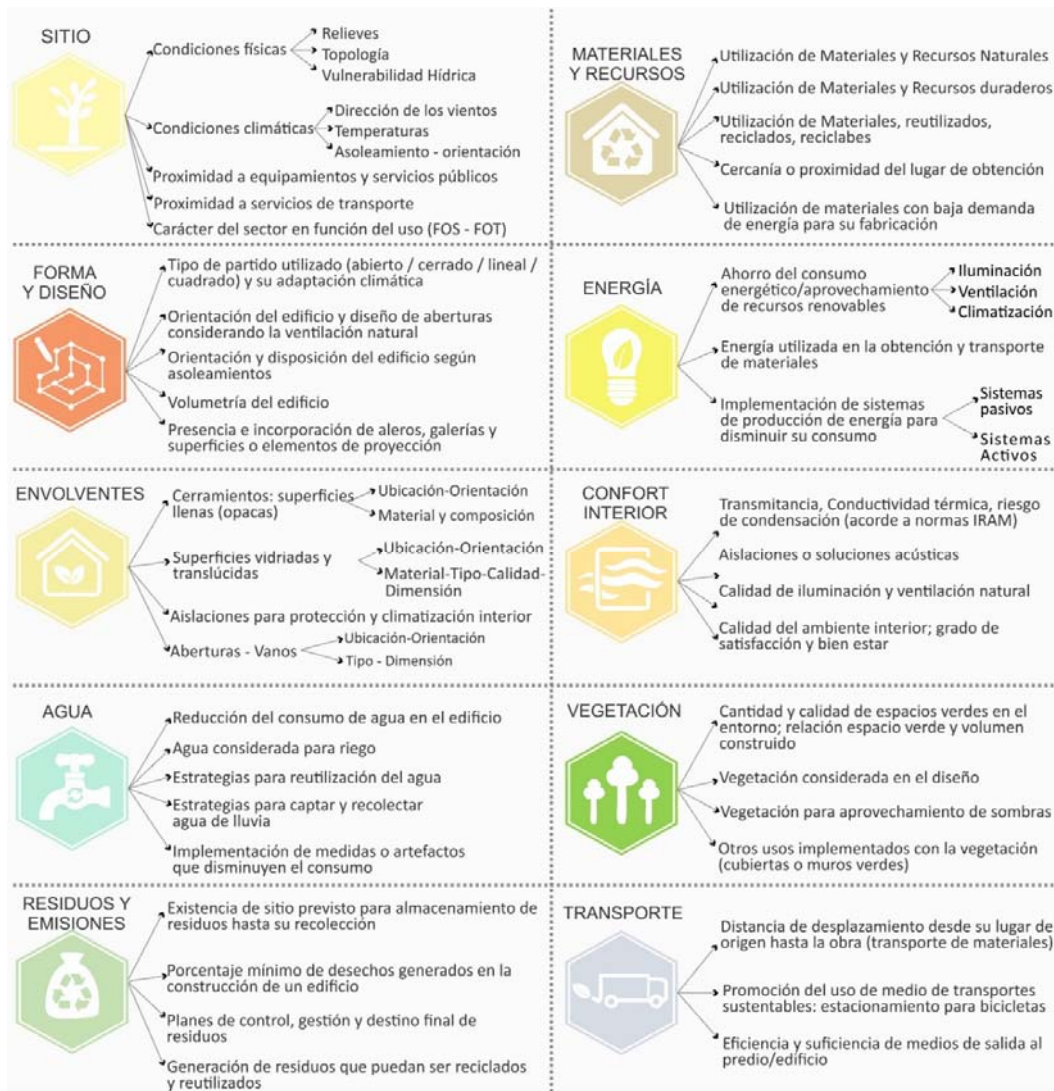 SITIO
Condiciones físicas
Relieves
Topología
Vulnerabilidad Hídrica
Condiciones climáticas
Dirección de los vientos
Temperaturas
Asoleamiento - orientación
Proximidad a equipamientos y servicios públicos
Proximidad a servicios de transporte
Carácter del sector en función del uso (FOS - FOT)
MATERIALES
Y RECURSOS
Utilización de Materiales y Recursos Naturales
Utilización de Materiales y Recursos duraderos
Utilización de Materiales, reutilizados,
reciclados, reciclabes
Cercanía o proximidad del lugar de obtención
Utilización de materiales con baja demanda
de energía para su fabricación
FORMA
Y DISEÑO
Tipo de partido utilizado (abierto / cerrado / lineal /
cuadrado) y su adaptación climática
Orientación del edificio y diseño de aberturas
considerando la ventilación natural
Orientación y disposición del edificio según
asoleamientos
Volumetría del edificio
Presencia e incorporación de aleros, galerías y
superficies o elementos de proyección
ENERGÍA
Ahorro del consumo
energético/aprovechamiento
de recursos renovables
Iluminación
Ventilación
Climatización
Energía utilizada en la obtención y transporte
de materiales
Implementación de sistemas
de producción de energía para
disminuir su consumo
Sistemas
pasivos
Sistemas
Activos
ENVOLVENTES
Cerramientos: superficies
llenas (opacas)
Ubicación-Orientación
Material y composición
Superficies vidriadas y
translúcidas
Ubicación-Orientación
Material-Tipo-Calidad-
Dimensión
Aislaciones para protección y climatización interior
Aberturas - Vanos
Ubicación-Orientación
Tipo - Dimensión
CONFORT
INTERIOR
Transmitancia, Conductividad térmica, riesgo
de condensación (acorde a normas IRAM)
Aislaciones o soluciones acústicas
Calidad de iluminación y ventilación natural
Calidad del ambiente interior; grado de
satisfacción y bien estar
AGUA
Reducción del consumo de agua en el edificio
Agua considerada para riego
Estrategias para reutilización del agua
Estrategias para captar y recolectar
agua de lluvia
Implementación de medidas o artefactos
que disminuyen el consumo
VEGETACIÓN
Cantidad y calidad de espacios verdes en el
entorno; relación espacio verde y volumen
construido
Vegetación considerada en el diseño
Vegetación para aprovechamiento de sombras
Otros usos implementados con la vegetación
(cubiertas o muros verdes)
RESIDUOS Y
EMISIONES
Existencia de sitio previsto para almacenamiento de
residuos hasta su recolección
Porcentaje mínimo de desechos generados en la
construcción de un edificio
Planes de control, gestión y destino final de
residuos
Generación de residuos que puedan ser reciclados
y reutilizados
TRANSPORTE
Distancia de desplazamiento desde su lugar de
origen hasta la obra (transporte de materiales)
Promoción del uso de medio de transportes
sustentables: estacionamiento para bicicletas
Eficiencia y suficiencia de medios de salida al
predio/edificio